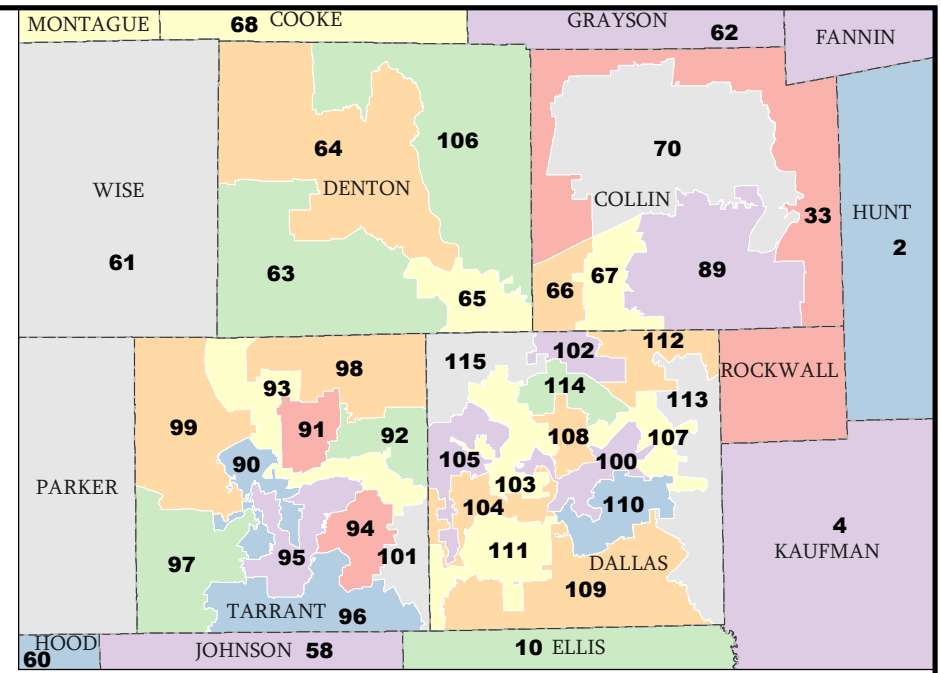 MONTAGUE
68 COOKE
GRAYSON
62
FANNIN
64
106
70
WISE
DENTON
COLLIN
33
HUNT
2
61
63
65
66
67
89
112
102
115
98
93
114
ROCKWALL
113
99
91
92
108
107
90
105
100
103
PARKER
104
110
94
4
95
101
111
KAUFMAN
97
DALLAS
109
TARRANT 96
HOOD
60
JOHNSON 58
10 ELLIS